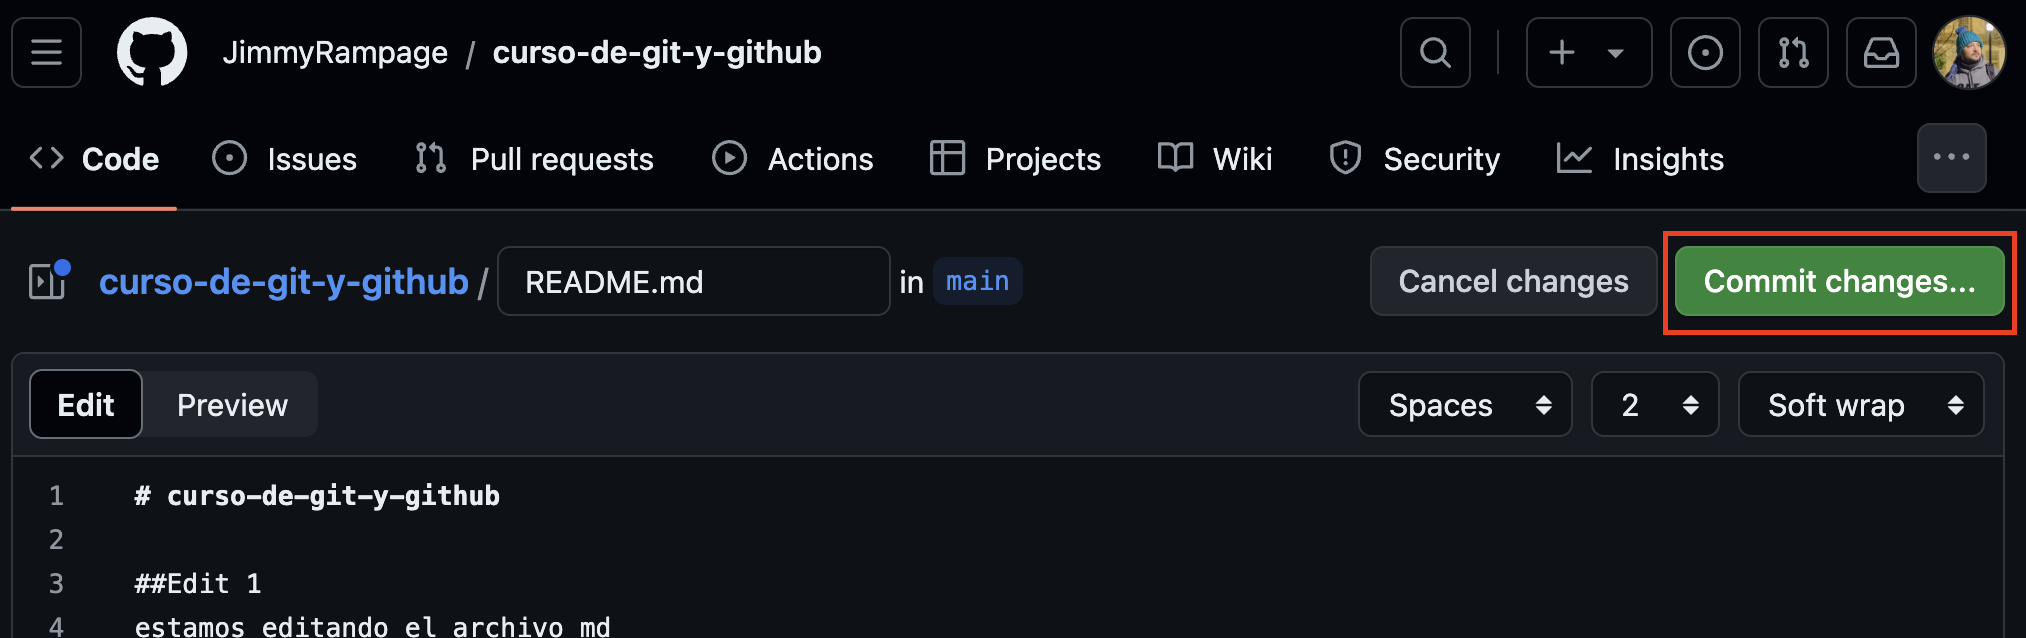 JimmyRampage / curso-de-git-y-github
Code Issues Pull requests Actions Projects Wiki Security Insights
curso-de-git-y-github / README.md in main Cancel changes Commit changes...
Edit Preview Spaces 2 Soft wrap
1 # curso-de-git-y-github
2
3 ##Edit 1
4 estamos editando el archivo md